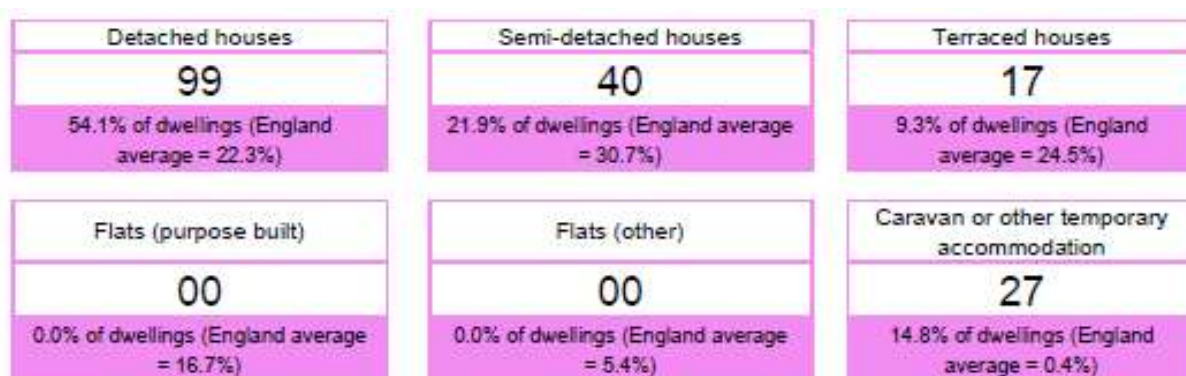 Detached houses
99
54.1% of dwellings (England
average = 22.3%)
Semi-detached houses
40
21.9% of dwellings (England average
= 30.7%)
Terraced houses
17
9.3% of dwellings (England
average = 24.5%)
Flats (purpose built)
00
0.0% of dwellings (England average
= 16.7%)
Flats (other)
00
0.0% of dwellings (England average
= 5.4%)
Caravan or other temporary
accommodation
27
14.8% of dwellings (England
average = 0.4%)